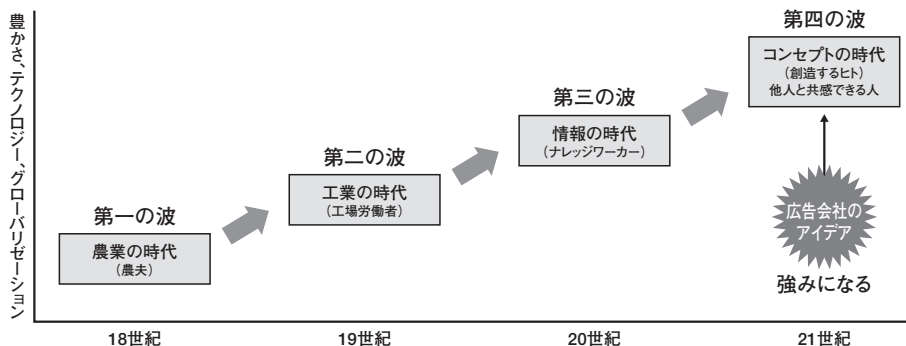 豊かさ、テクノロジー、グローバリゼーション
第一の波
農業の時代
(農夫)
第二の波
工業の時代
(工場労働者)
第三の波
情報の時代
(ナレッジワーカー)
第四の波
コンセプトの時代
(創造するヒト)
他人と共感できる人
広告会社の
アイデア
強みになる
18世紀
19世紀
20世紀
21世紀